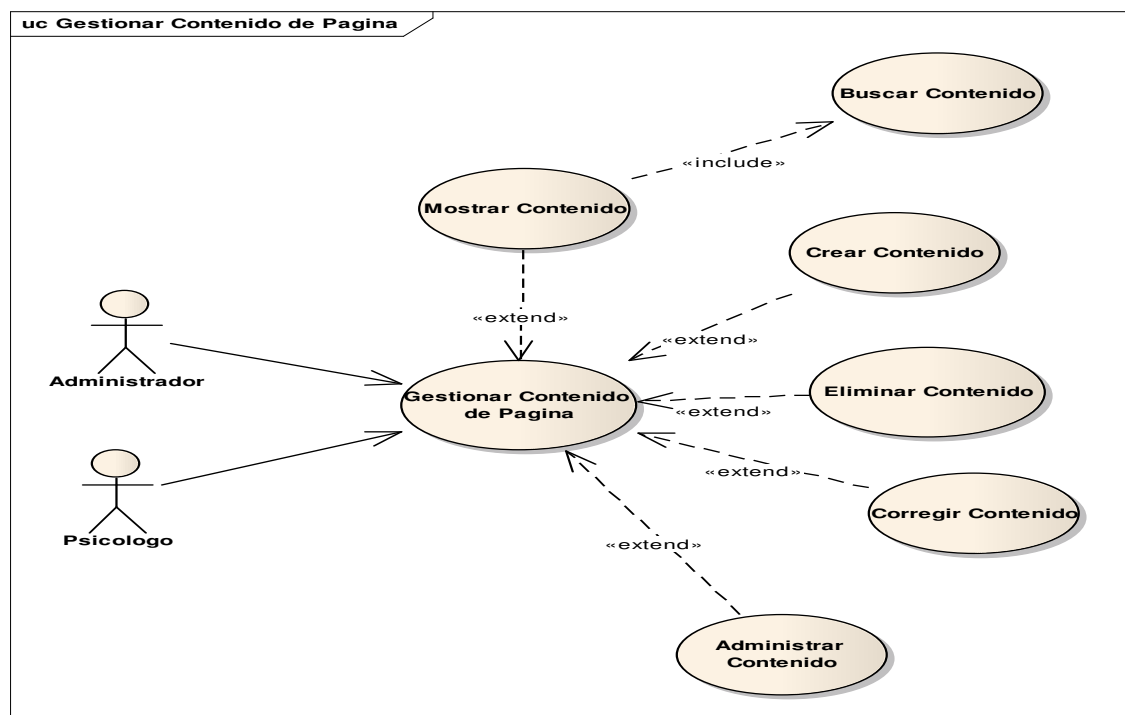 uc Gestionar Contenido de Pagina
Buscar Contenido
«include»
Mostrar Contenido
Crear Contenido
«extend»
«extend»
Administrador
Gestionar Contenido
de Pagina
Eliminar Contenido
«extend»
«extend»
Corregir Contenido
Psicologo
«extend»
Administrar
Contenido